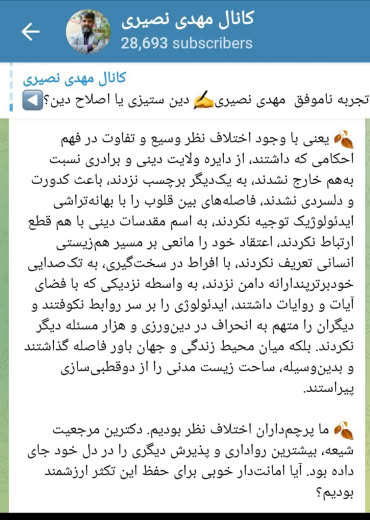 کانال مهدی نصیری
28,693 subscribers
کانال مهدی نصیری
تجربه ناموفق مهدی نصیری✍️ دین ستیزی یا اصلاح دین؟◀️
🍂 یعنی با وجود اختلاف نظر وسیع و تفاوت در فهم
احکامی که داشتند، از دایره ولایت دینی و برادری نسبت
به‌هم خارج نشدند، به یک‌دیگر برچسب نزدند، باعث کدورت
و دلسردی نشدند، فاصله‌های بین قلوب را با بهانه‌تراشی
ایدئولوژیک توجیه نکردند، به اسم مقدسات دینی با هم قطع
ارتباط نکردند، اعتقاد خود را مانعی بر مسیر هم‌زیستی
انسانی تعریف نکردند، با افراط در سخت‌گیری، به تک‌صدایی
خودبرترپندارانه دامن نزدند، به واسطه نزدیکی که با فضای
آیات و روایات داشتند، ایدئولوژی را بر سر روابط نکوفتند و
دیگران را متهم به انحراف در دین‌ورزی و هزار مسئله دیگر
نکردند. بلکه میان محیط زندگی و جهان باور فاصله گذاشتند
و بدین‌وسیله، ساحت زیست مدنی را از دوقطبی‌سازی
پیراستند.
🍂 ما پرچم‌داران اختلاف نظر بودیم. دکترین مرجعیت
شیعه، بیشترین رواداری و پذیرش دیگری را در دل خود جای
داده بود. آیا امانت‌دار خوبی برای حفظ این تکثر ارزشمند
بودیم؟